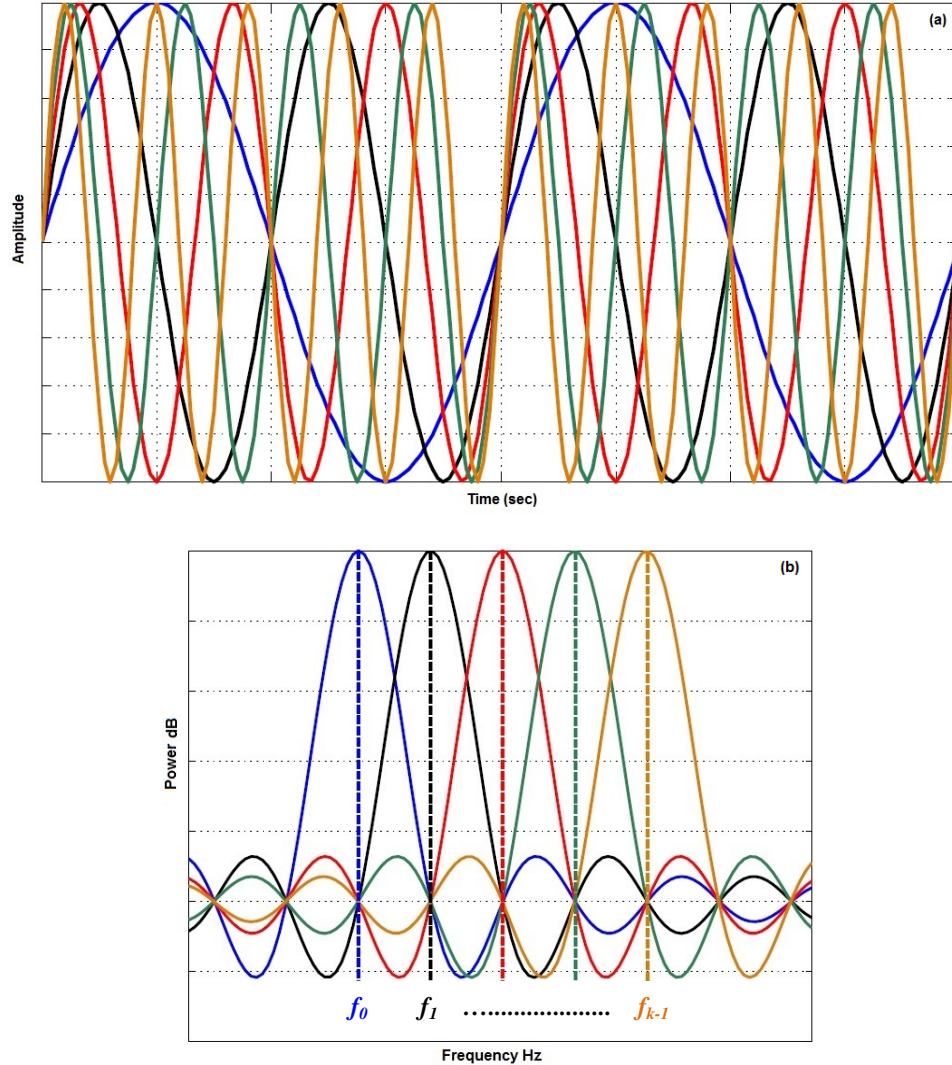 (a)
Amplitude
Time (sec)
(b)
Power dB
f0 f1 ..................... fk-1
Frequency Hz